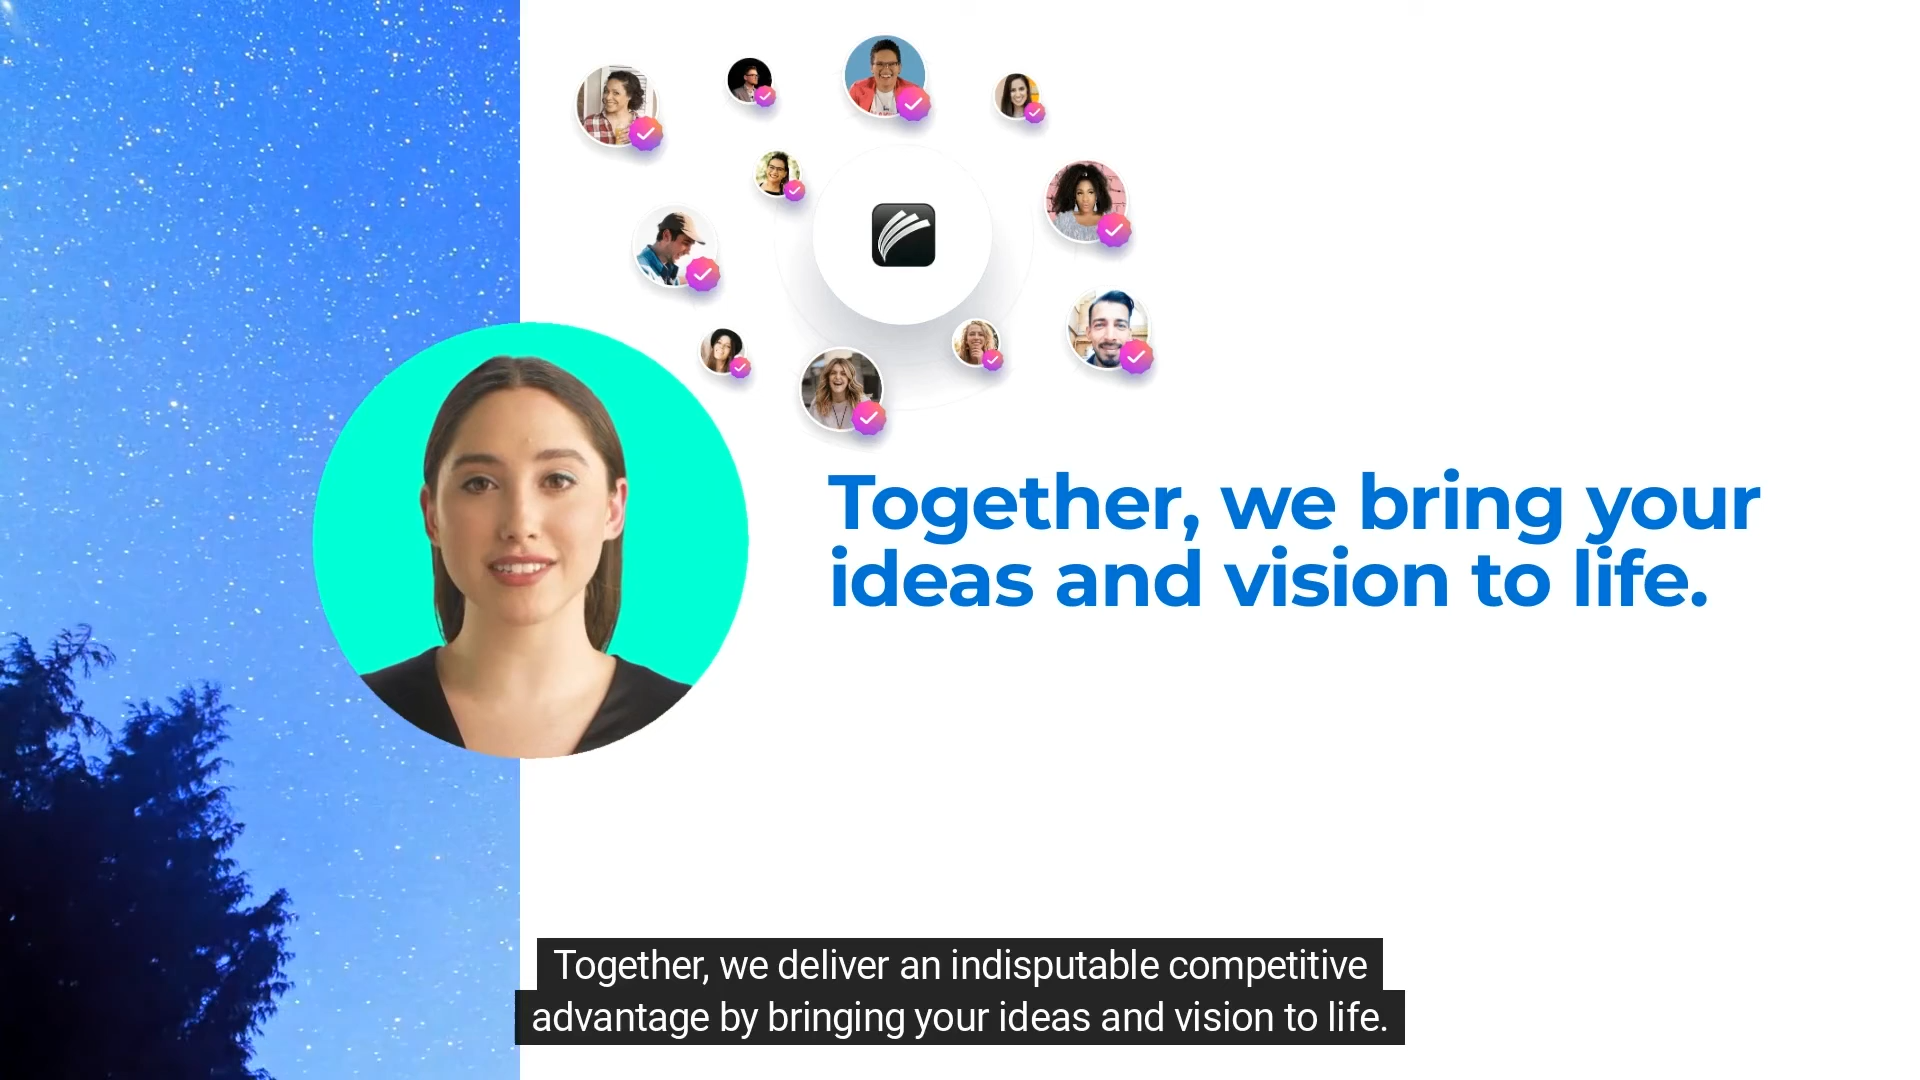 Together, we bring your
ideas and vision to life.
Together, we deliver an indisputable competitive
advantage by bringing your ideas and vision to life.